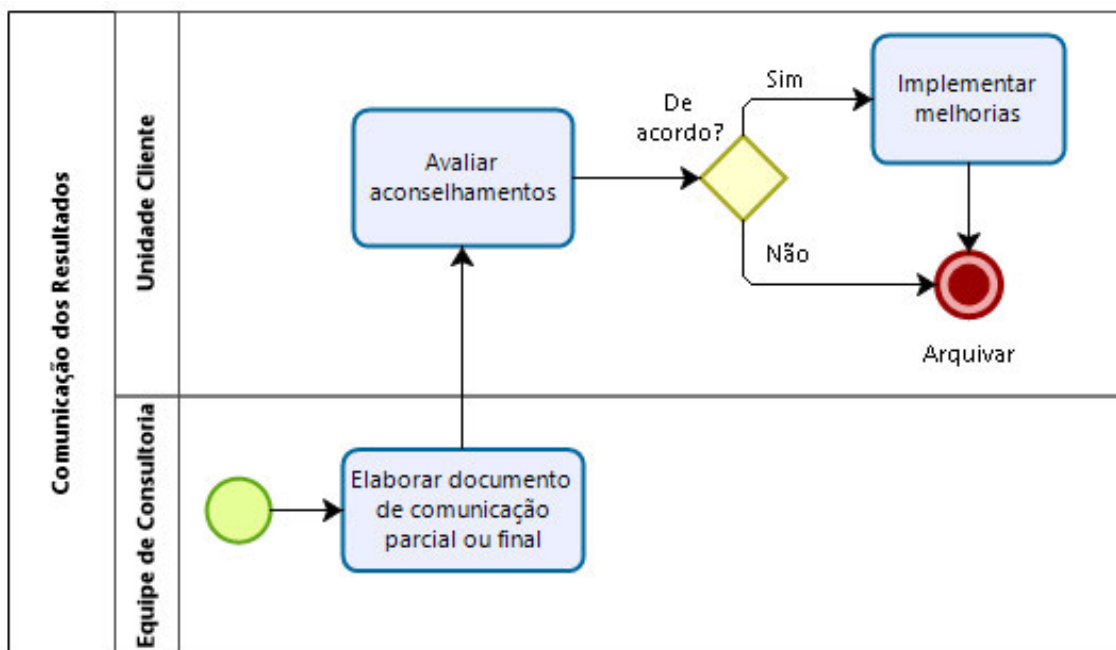 Comunicação dos Resultados
Unidade Cliente
Avaliar
aconselhamentos
De
acordo?
Sim
Implementar
melhorias
Não
Arquivar
Equipe de Consultoria
Elaborar documento
de comunicação
parcial ou final